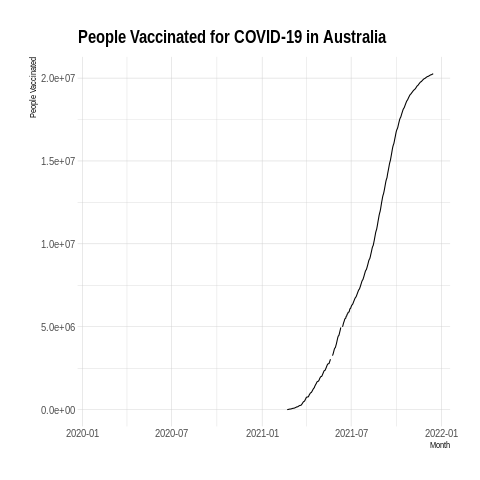 People Vaccinated for COVID-19 in Australia
People Vaccinated
2.0e+07
1.5e+07
1.0e+07
5.0e+06
0.0e+00
2020-01 2020-07 2021-01 2021-07 2022-01
Month